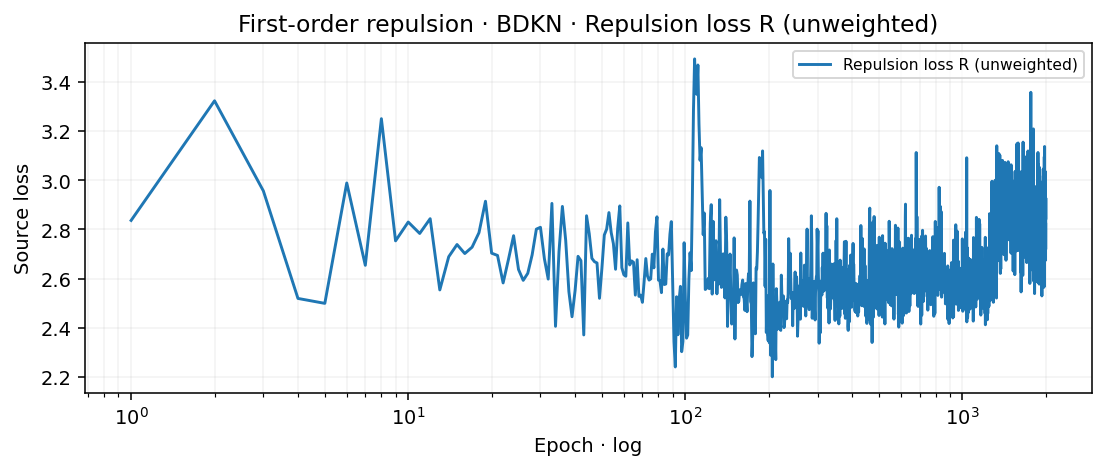 First-order repulsion · BDKN · Repulsion loss R (unweighted)
Repulsion loss R (unweighted)
Source loss
3.4
3.2
3.0
2.8
2.6
2.4
2.2
10⁰ 10¹ 10² 10³
Epoch · log